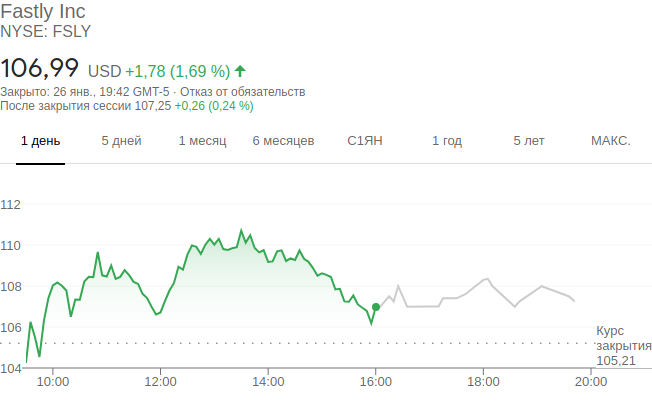 Fastly Inc
NYSE: FSLY
106,99 USD +1,78 (1,69 %)
Закрыто: 26 янв., 19:42 GMT-5 · Отказ от обязательств
После закрытия сессии 107,25 +0,26 (0,24 %)
1 день 5 дней 1 месяц 6 месяцев С1ЯН 1 год 5 лет МАКС.
112
110
108
106
Курс
закрытия
105,21
104
10:00 12:00 14:00 16:00 18:00 20:00